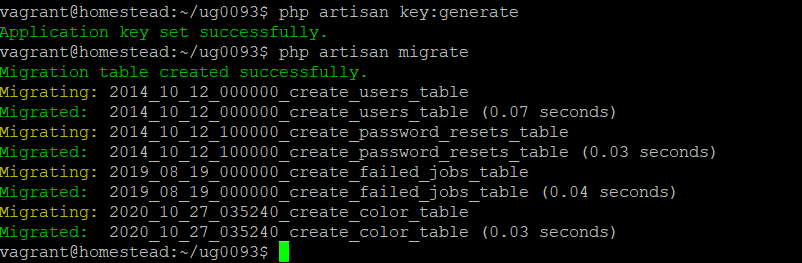 vagrant@homestead:~/ug0093$ php artisan key:generate
Application key set successfully.
vagrant@homestead:~/ug0093$ php artisan migrate
Migration table created successfully.
Migrating: 2014_10_12_000000_create_users_table
Migrated:  2014_10_12_000000_create_users_table (0.07 seconds)
Migrating: 2014_10_12_100000_create_password_resets_table
Migrated:  2014_10_12_100000_create_password_resets_table (0.03 seconds)
Migrating: 2019_08_19_000000_create_failed_jobs_table
Migrated:  2019_08_19_000000_create_failed_jobs_table (0.04 seconds)
Migrating: 2020_10_27_035240_create_color_table
Migrated:  2020_10_27_035240_create_color_table (0.03 seconds)
vagrant@homestead:~/ug0093$